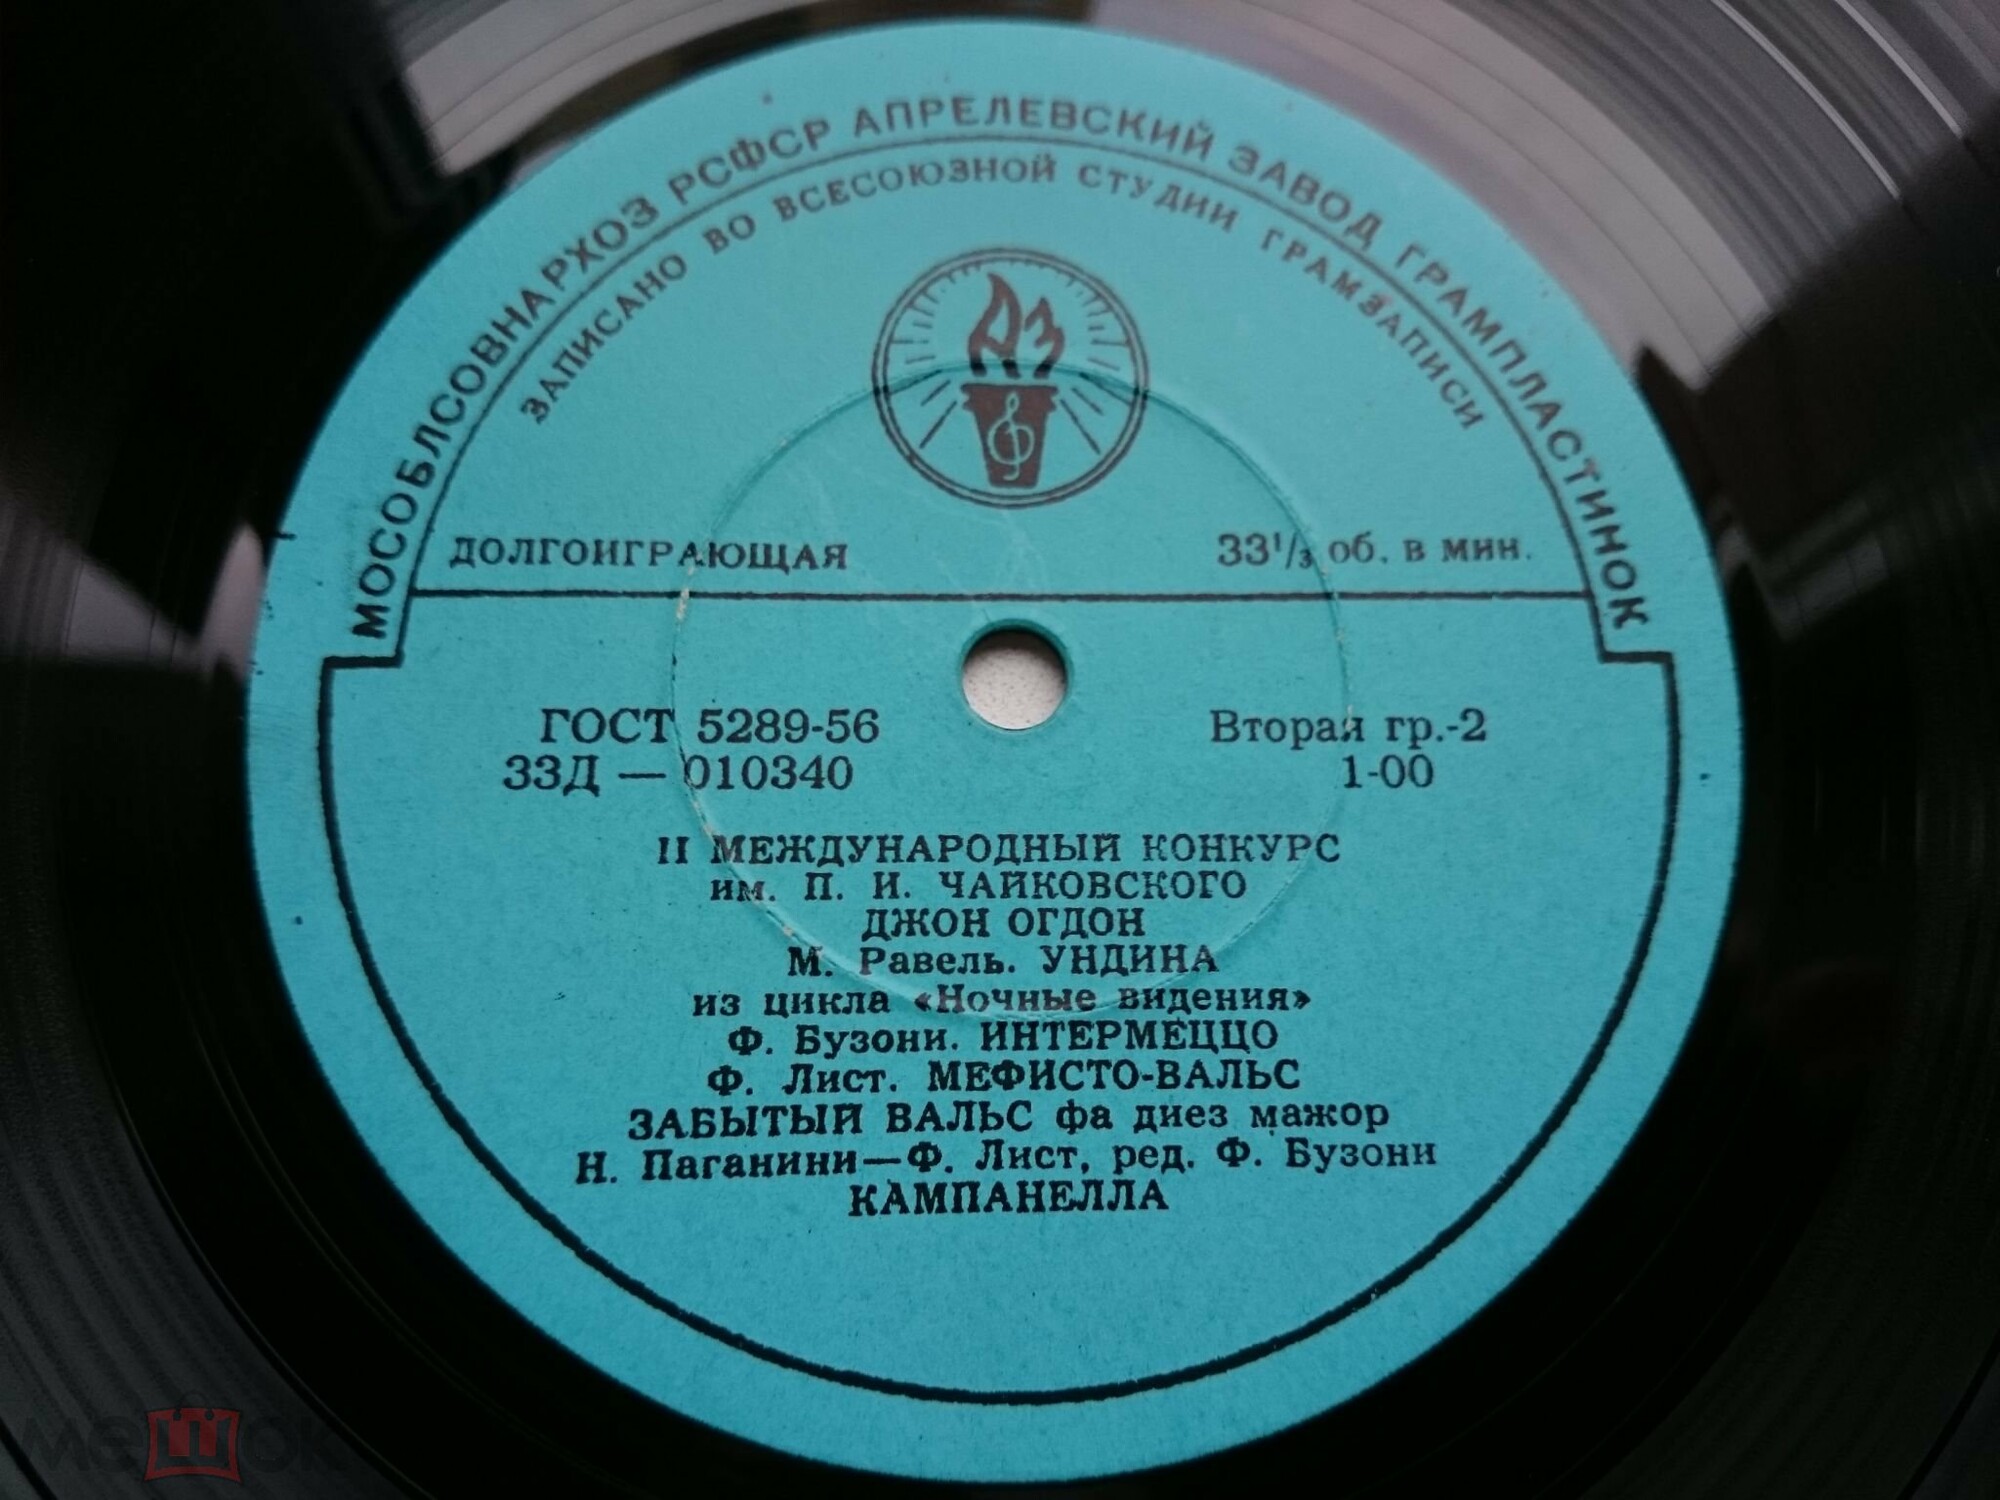 МОСОБЛСОВНАРХОЗ РСФСР АПРЕЛЕВСКИЙ ЗАВОД ГРАМПЛАСТИНОК
ЗАПИСАНО ВО ВСЕСОЮЗНОЙ СТУДИИ ГРАМЗАПИСИ
АЗ
ДОЛГОИГРАЮЩАЯ 33⅓ об. в мин.
ГОСТ 5289-56 Вторая гр.-2
33Д — 010340 1-00
II МЕЖДУНАРОДНЫЙ КОНКУРС
им. П. И. ЧАЙКОВСКОГО
ДЖОН ОГДОН
М. Равель. УНДИНА
из цикла «Ночные видения»
Ф. Бузони. ИНТЕРМЕЦЦО
Ф. Лист. МЕФИСТО-ВАЛЬС
ЗАБЫТЫЙ ВАЛЬС фа диез мажор
Н. Паганини—Ф. Лист, ред. Ф. Бузони
КАМПАНЕЛЛА
мешок